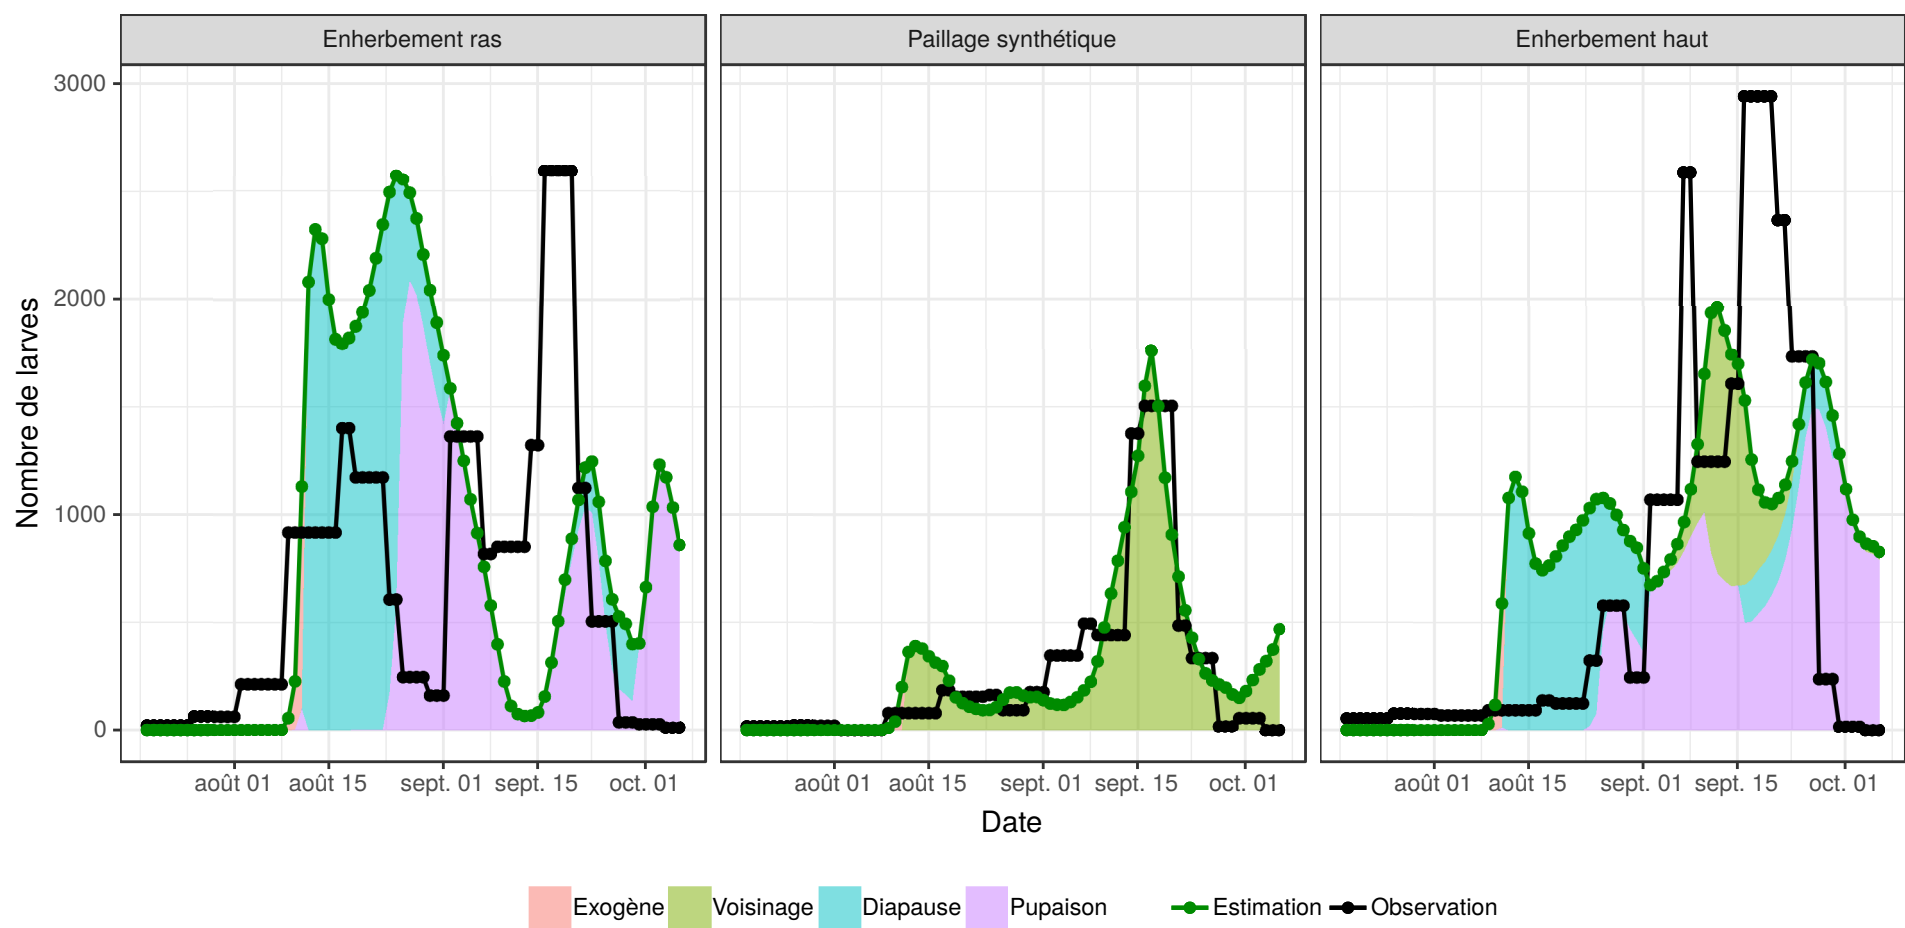 Enherbement ras
Paillage synthétique
Enherbement haut
Nombre de larves
3000
2000
1000
0
août 01 août 15 sept. 01 sept. 15 oct. 01
août 01 août 15 sept. 01 sept. 15 oct. 01
août 01 août 15 sept. 01 sept. 15 oct. 01
Date
Exogène Voisinage Diapause Pupaison Estimation Observation